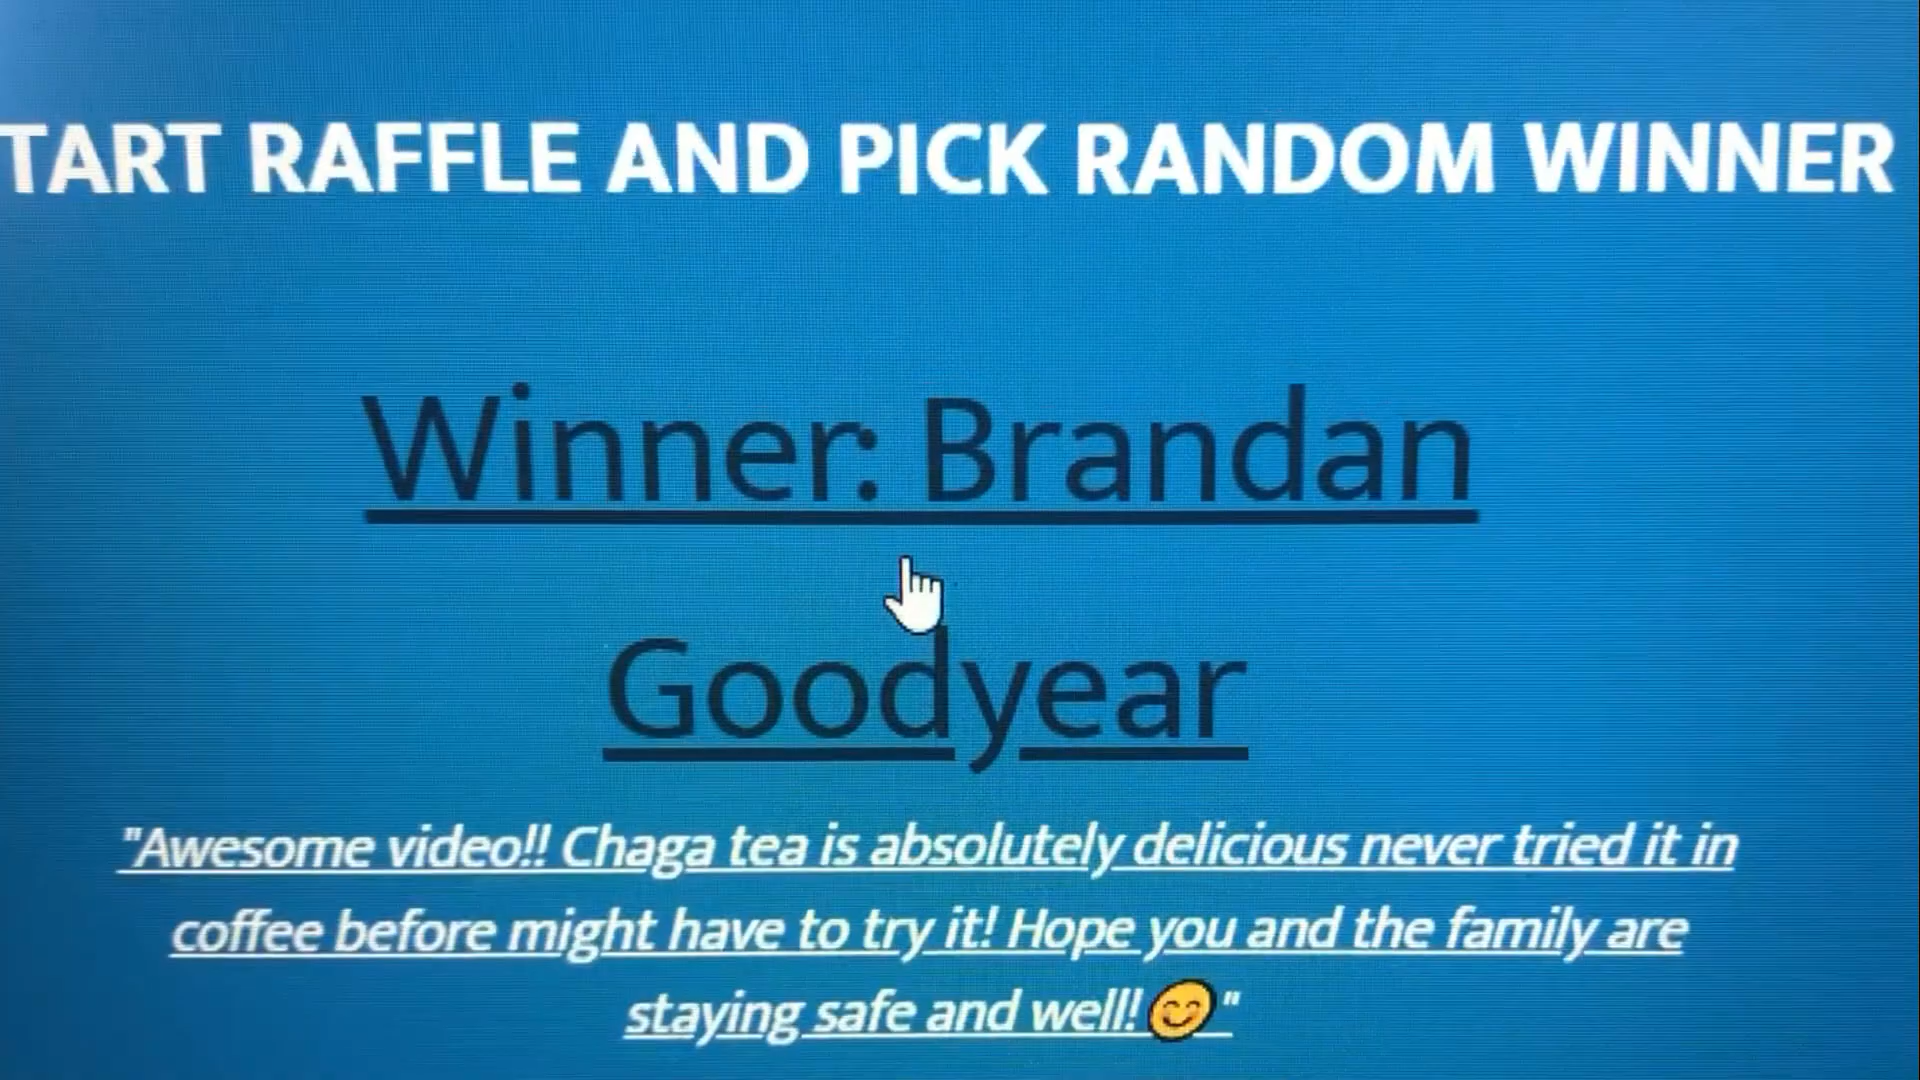 TART RAFFLE AND PICK RANDOM WINNER
Winner: Brandan
Goodyear
"Awesome video!! Chaga tea is absolutely delicious never tried it in
coffee before might have to try it! Hope you and the family are
staying safe and well!😊"